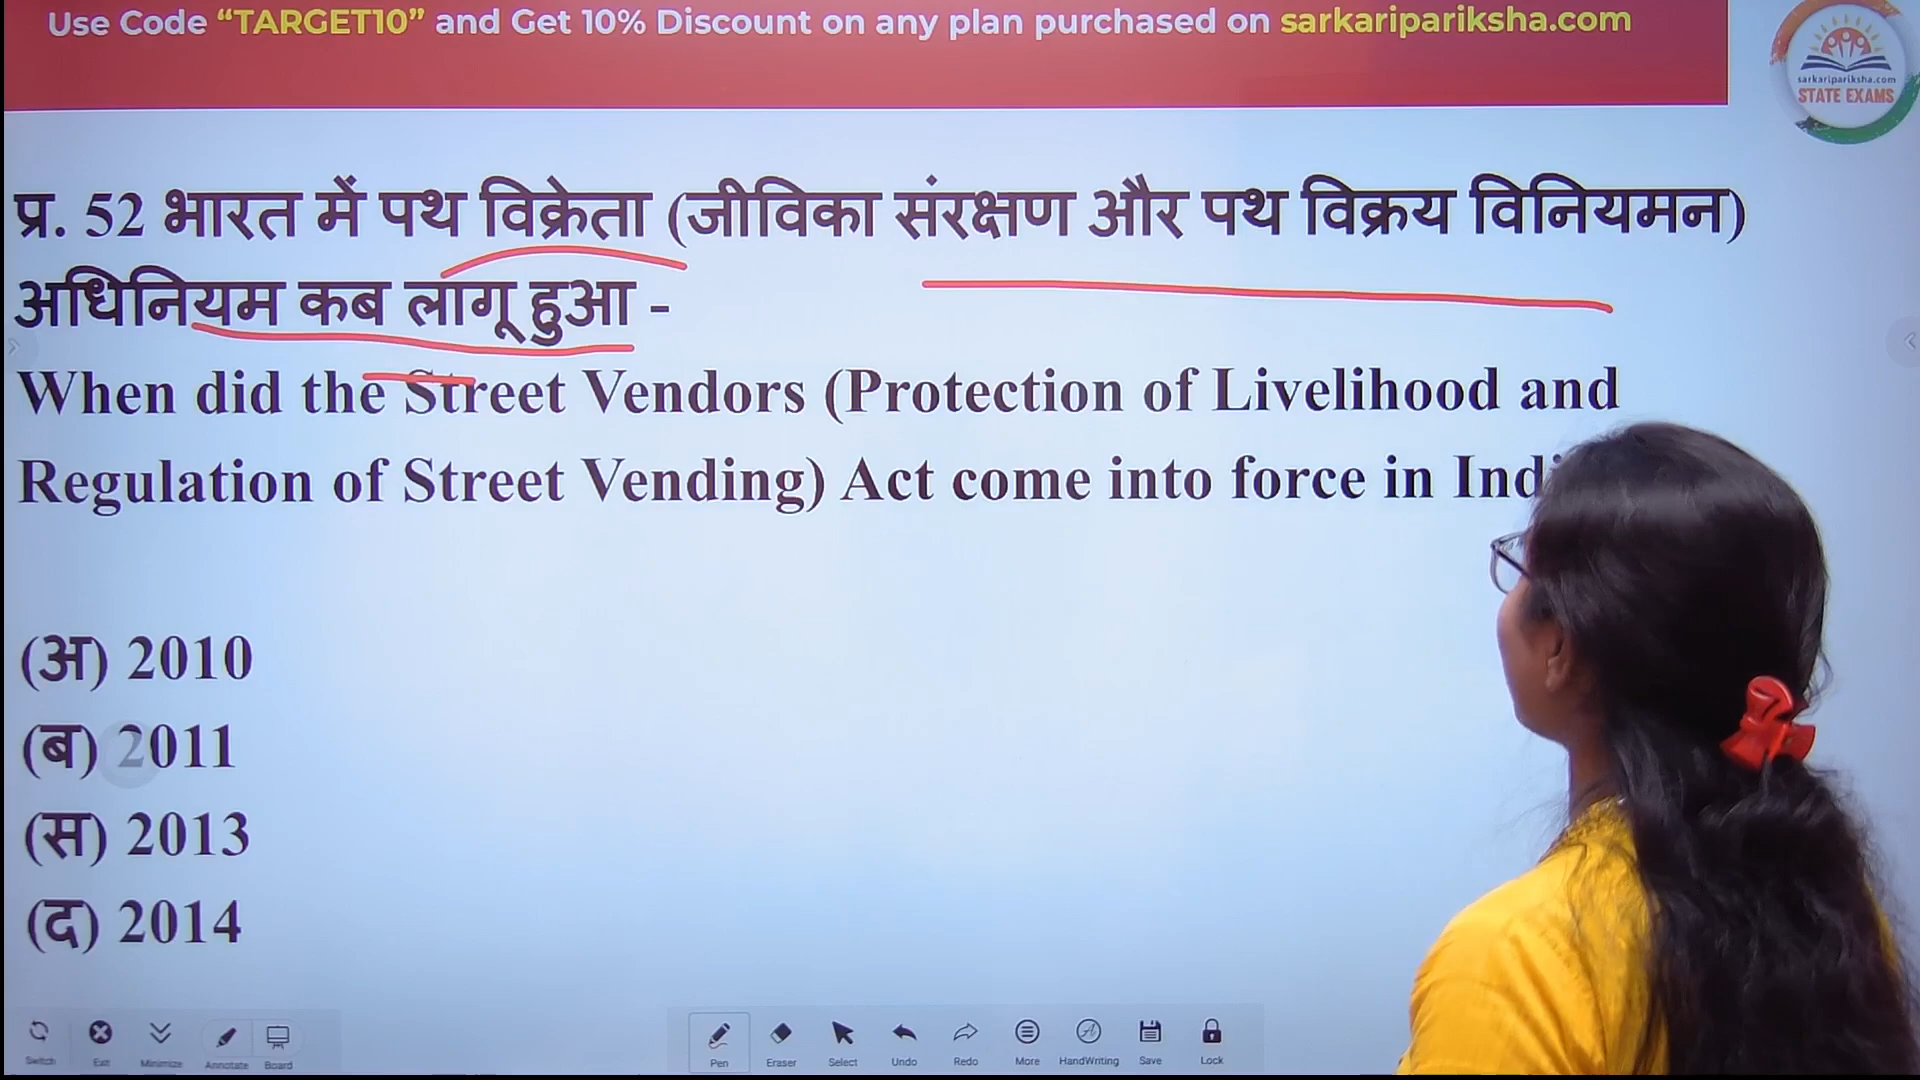 Use Code “TARGET10” and Get 10% Discount on any plan purchased on sarkaripariksha.com
sarkaripariksha.com
STATE EXAMS
प्र. 52 भारत में पथ विक्रेता (जीविका संरक्षण और पथ विक्रय विनियमन)
अधिनियम कब लागू हुआ -
When did the Street Vendors (Protection of Livelihood and
Regulation of Street Vending) Act come into force in
(अ) 2010
(ब) 2011
(स) 2013
(द) 2014
Switch Exit Minimize Annotate Board Pen Eraser Select Undo Redo More HandWriting Save Lock